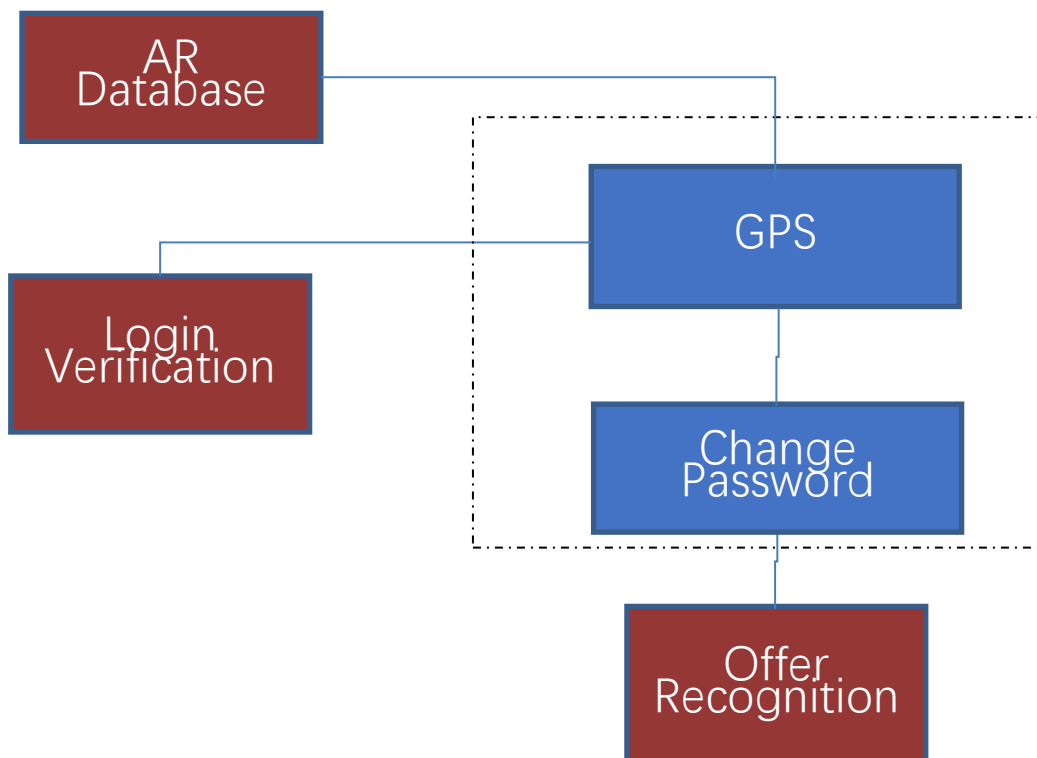 AR
Database
GPS
Login
Verification
Change
Password
Offer
Recognition